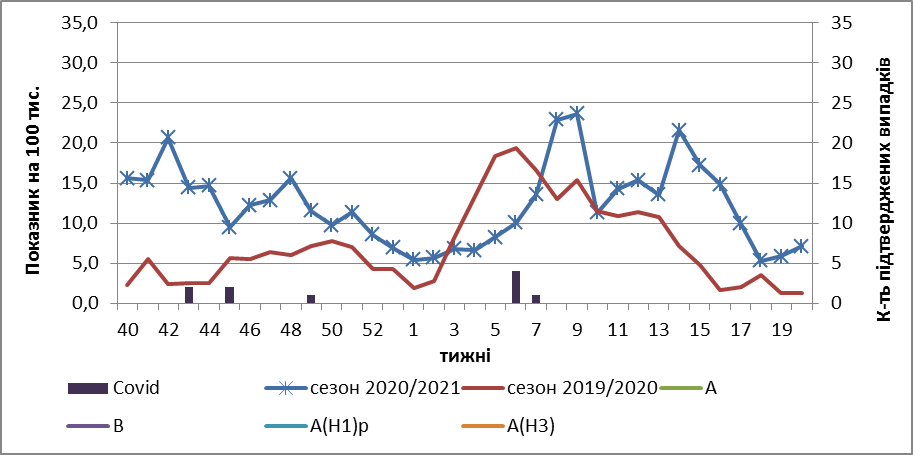 35,0
30,0
25,0
20,0
15,0
10,0
5,0
0,0
Показник на 100 тис.
35
30
25
20
15
10
5
0
К-ть підтверджених випадків
40 42 44 46 48 50 52 1 3 5 7 9 11 13 15 17 19
тижні
Covid сезон 2020/2021 сезон 2019/2020 A
B A(H1)p A(H3)